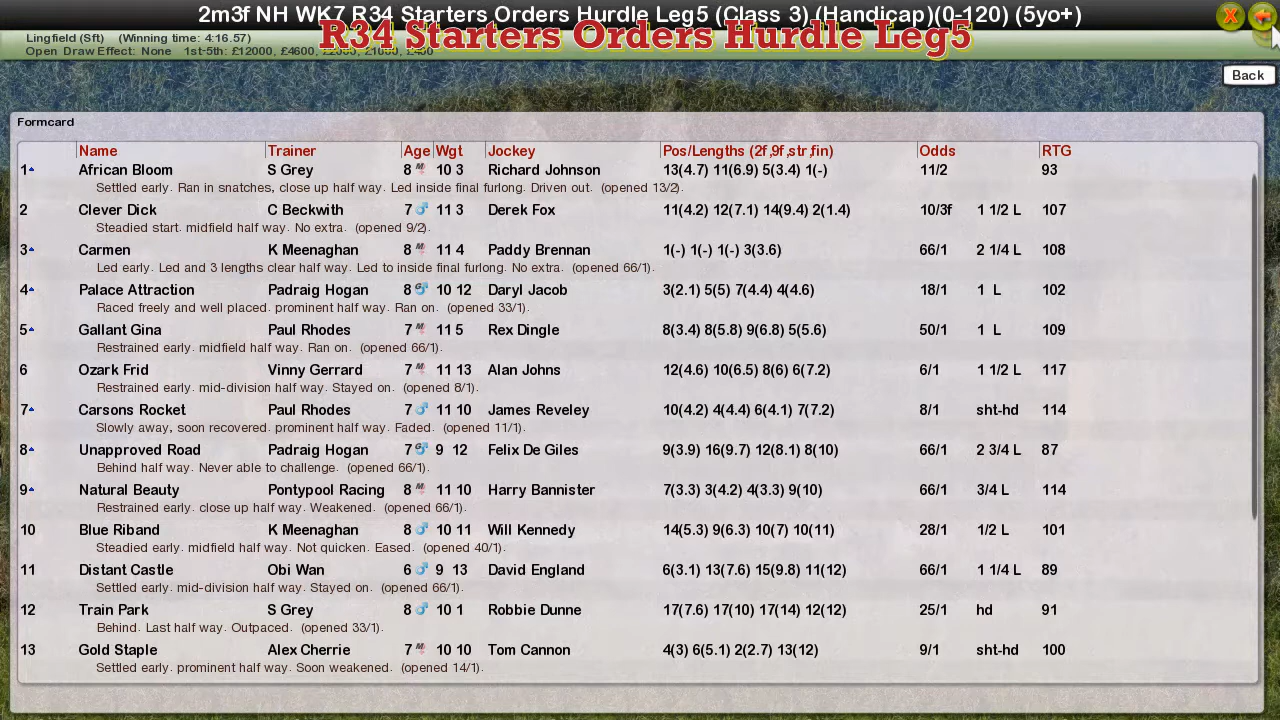 2m3f NH WK7 R34 Starters Orders Hurdle Leg5 (Class 3) (Handicap)(0-120) (5yo+)
R34 Starters Orders Hurdle Leg5
Lingfield (Sft) (Winning time: 4:16.57)
Open Draw Effect: None 1st-5th: £12000, £4600, £400
Back
Formcard
Name Trainer Age Wgt Jockey Pos/Lengths (2f,9f,str,fin) Odds RTG
1 African Bloom S Grey 8 M 10 3 Richard Johnson 13(4.7) 11(6.9) 5(3.4) 1(-) 11/2 93
Settled early. Ran in snatches, close up half way. Led inside final furlong. Driven out. (opened 13/2).
2 Clever Dick C Beckwith 7 11 3 Derek Fox 11(4.2) 12(7.1) 14(9.4) 2(1.4) 10/3f 1 1/2 L 107
Steadied start. midfield half way. No extra. (opened 9/2).
3 Carmen K Meenaghan 8 M 11 4 Paddy Brennan 1(-) 1(-) 1(-) 3(3.6) 66/1 2 1/4 L 108
Led early. Led and 3 lengths clear half way. Led to inside final furlong. No extra. (opened 66/1).
4 Palace Attraction Padraig Hogan 8 G 10 12 Daryl Jacob 3(2.1) 5(5) 7(4.4) 4(4.6) 18/1 1 L 102
Raced freely and well placed. prominent half way. Ran on. (opened 33/1).
5 Gallant Gina Paul Rhodes 7 M 11 5 Rex Dingle 8(3.4) 8(5.8) 9(6.8) 5(5.6) 50/1 1 L 109
Restrained early. midfield half way. Ran on. (opened 66/1).
6 Ozark Frid Vinny Gerrard 7 M 11 13 Alan Johns 12(4.6) 10(6.5) 8(6) 6(7.2) 6/1 1 1/2 L 117
Restrained early. mid-division half way. Stayed on. (opened 8/1).
7 Carsons Rocket Paul Rhodes 7 11 10 James Reveley 10(4.2) 4(4.4) 6(4.1) 7(7.2) 8/1 sht-hd 114
Slowly away, soon recovered. prominent half way. Faded. (opened 11/1).
8 Unapproved Road Padraig Hogan 7 G 9 12 Felix De Giles 9(3.9) 16(9.7) 12(8.1) 8(10) 66/1 2 3/4 L 87
Behind half way. Never able to challenge. (opened 66/1).
9 Natural Beauty Pontypool Racing 8 M 11 10 Harry Bannister 7(3.3) 3(4.2) 4(3.3) 9(10) 66/1 3/4 L 114
Restrained early. close up half way. Weakened. (opened 66/1).
10 Blue Riband K Meenaghan 8 10 11 Will Kennedy 14(5.3) 9(6.3) 10(7) 10(11) 28/1 1/2 L 101
Steadied early. midfield half way. Not quicken. Eased. (opened 40/1).
11 Distant Castle Obi Wan 6 9 13 David England 6(3.1) 13(7.6) 15(9.8) 11(12) 66/1 1 1/4 L 89
Settled early. mid-division half way. Stayed on. (opened 66/1).
12 Train Park S Grey 8 10 1 Robbie Dunne 17(7.6) 17(10) 17(14) 12(12) 25/1 hd 91
Behind. Last half way. Outpaced. (opened 33/1).
13 Gold Staple Alex Cherrie 7 M 10 10 Tom Cannon 4(3) 6(5.1) 2(2.7) 13(12) 9/1 sht-hd 100
Settled early. prominent half way. Soon weakened. (opened 14/1).